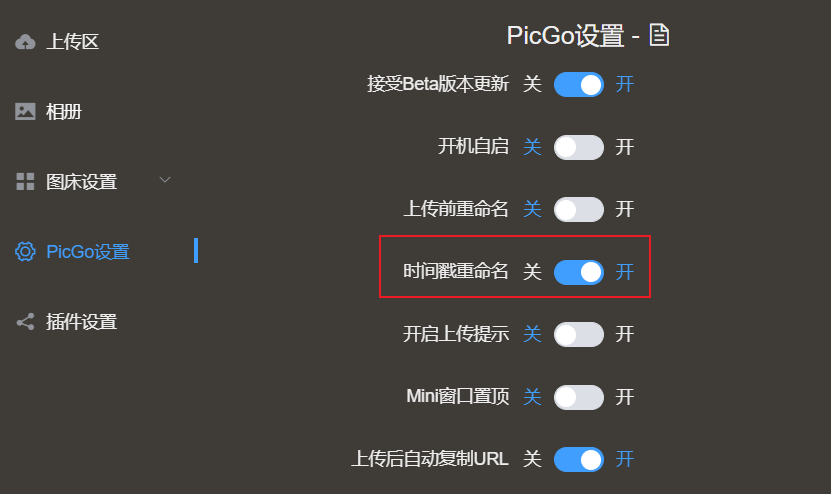 PicGo设置 -
上传区
相册
图床设置
PicGo设置
插件设置
接受Beta版本更新 关 开
开机自启 关 开
上传前重命名 关 开
时间戳重命名 关 开
开启上传提示 关 开
Mini窗口置顶 关 开
上传后自动复制URL 关 开